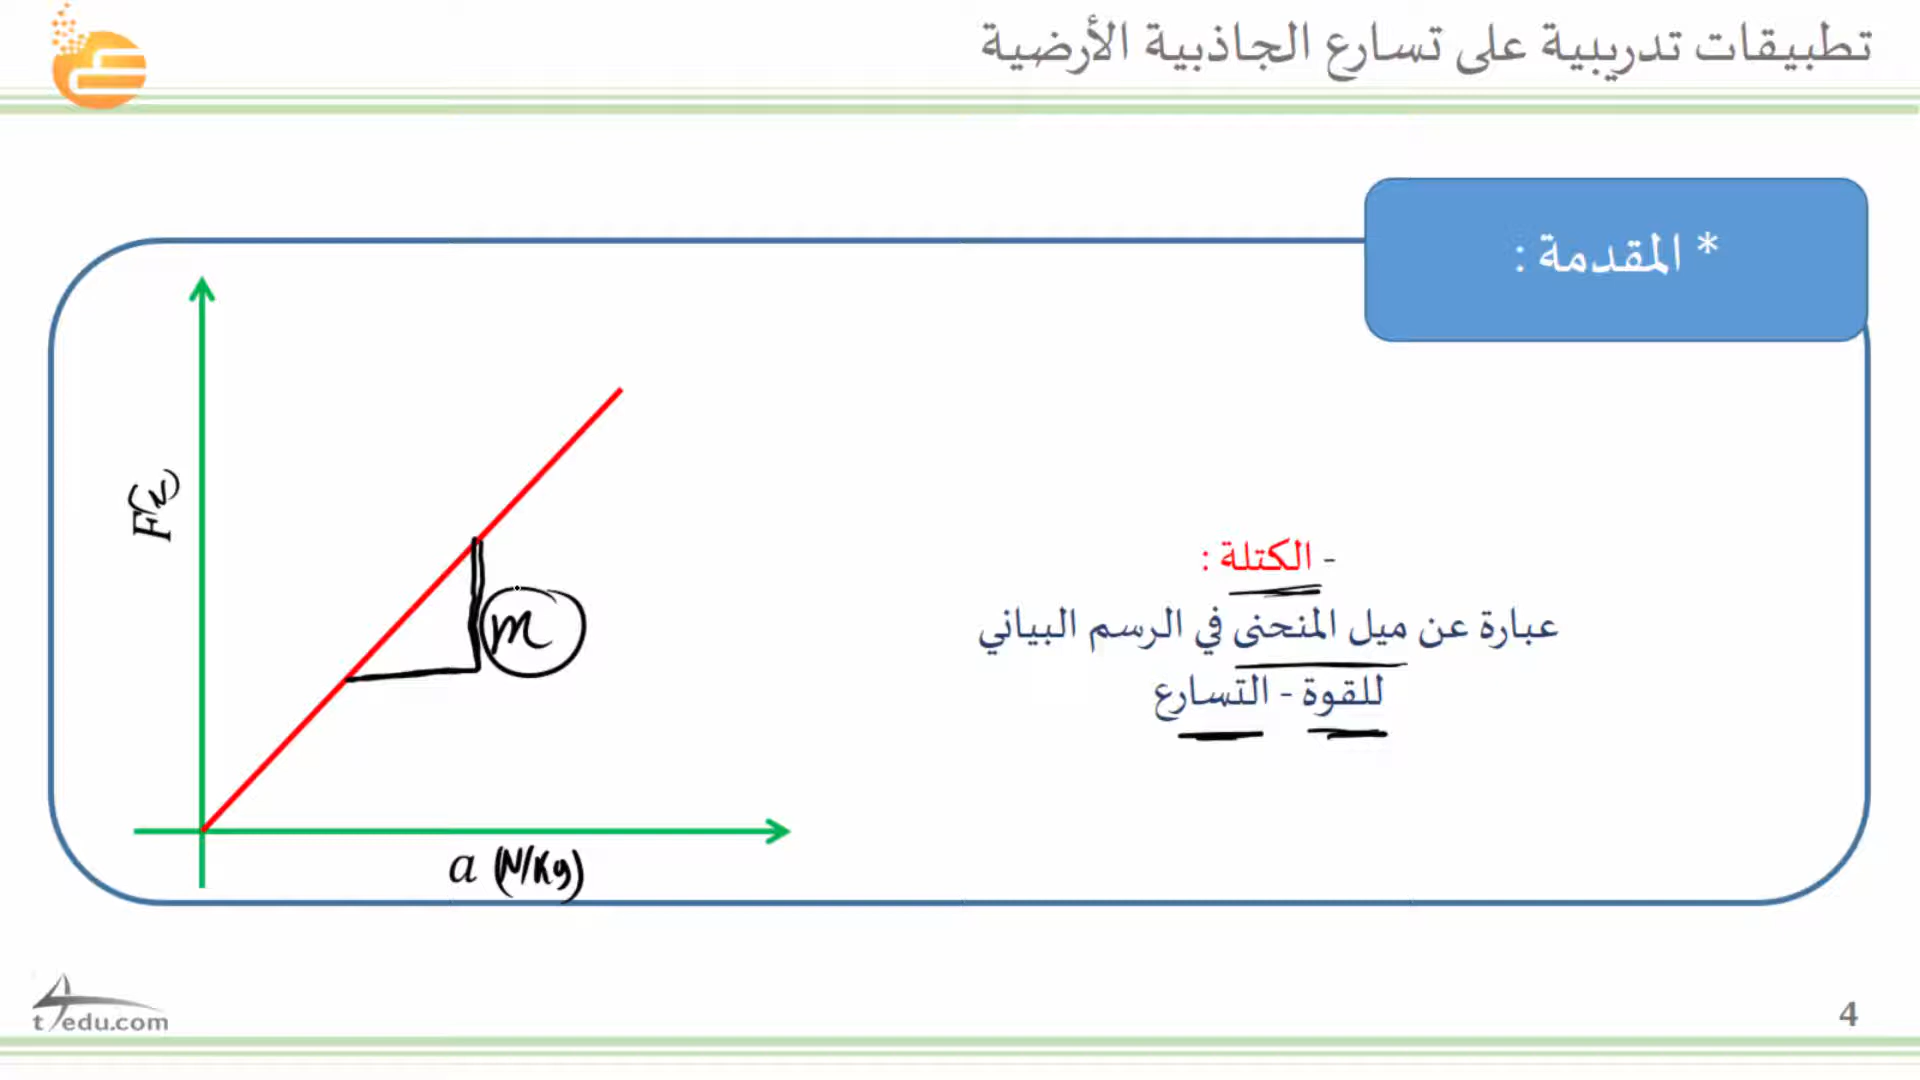 تطبيقات تدريبية على تسارع الجاذبية الأرضية
* المقدمة :
F(N)
m
a (N/Kg)
- الكتلة :
عبارة عن ميل المنحنى في الرسم البياني
للقوة - التسارع
t4edu.com
4